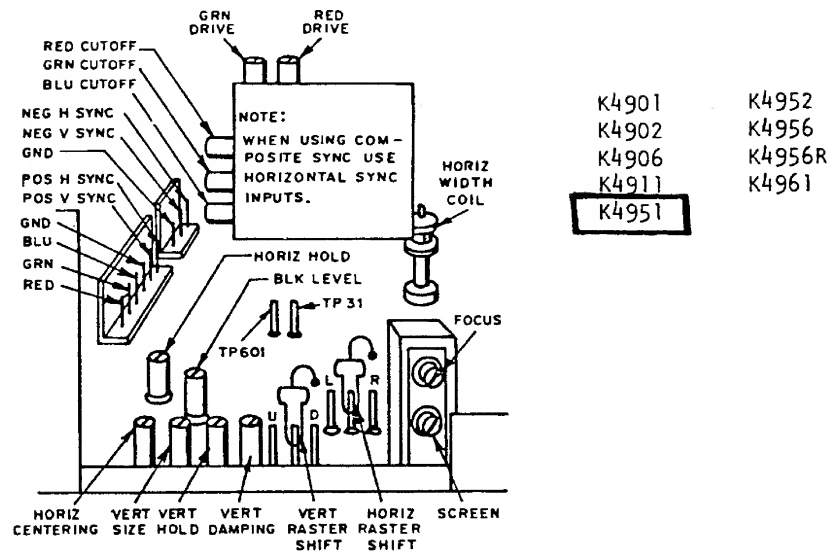 GRN
DRIVE
RED
DRIVE
RED CUTOFF
GRN CUTOFF
BLU CUTOFF
NEG H SYNC
NEG V SYNC
GND
POS H SYNC
POS V SYNC
GND
BLU
GRN
RED
NOTE:
WHEN USING COM-
POSITE SYNC USE
HORIZONTAL SYNC
INPUTS.
HORIZ
WIDTH
COIL
HORIZ HOLD
BLK LEVEL
TP31
TP601
FOCUS
L
R
U
D
HORIZ
CENTERING
VERT
SIZE
VERT
HOLD
VERT
DAMPING
VERT
RASTER
SHIFT
HORIZ
RASTER
SHIFT
SCREEN
K4901
K4902
K4906
K4911
K4951
K4952
K4956
K4956R
K4961